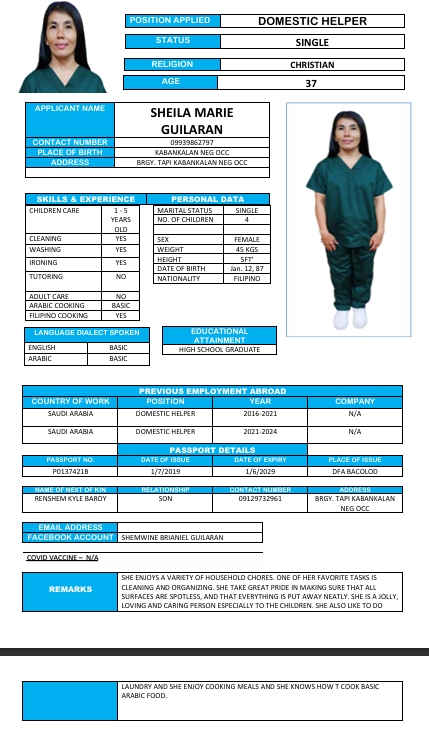 POSITION APPLIED DOMESTIC HELPER
STATUS SINGLE
RELIGION CHRISTIAN
AGE 37
APPLICANT NAME SHEILA MARIE
GUILARAN
CONTACT NUMBER 09939862797
PLACE OF BIRTH KABANKALAN NEG OCC
ADDRESS BRGY. TAPI KABANKALAN NEG OCC
SKILLS & EXPERIENCE
CHILDREN CARE 1 - 5
YEARS
OLD
CLEANING YES
WASHING YES
IRONING YES
TUTORING NO
ADULT CARE NO
ARABIC COOKING BASIC
FILIPINO COOKING YES
PERSONAL DATA
MARITAL STATUS SINGLE
NO. OF CHILDREN 4
SEX FEMALE
WEIGHT 45 KGS
HEIGHT 5FT'
DATE OF BIRTH Jan. 12, 87
NATIONALITY FILIPINO
LANGUAGE DIALECT SPOKEN
ENGLISH BASIC
ARABIC BASIC
EDUCATIONAL
ATTAINMENT
HIGH SCHOOL GRADUATE
PREVIOUS EMPLOYMENT ABROAD
COUNTRY OF WORK POSITION YEAR COMPANY
SAUDI ARABIA DOMESTIC HELPER 2016-2021 N/A
SAUDI ARABIA DOMESTIC HELPER 2021-2024 N/A
PASSPORT DETAILS
PASSPORT NO. DATE OF ISSUE DATE OF EXPIRY PLACE OF ISSUE
P0137421B 1/7/2019 1/6/2029 DFA BACOLOD
NAME OF NEXT OF KIN RELATIONSHIP CONTACT NUMBER ADDRESS
RENSHEM KYLE BAROY SON 09129732961 BRGY. TAPI KABANKALAN
NEG OCC
EMAIL ADDRESS
FACEBOOK ACCOUNT SHEMWINE BRIANIEL GUILARAN
COVID VACCINE – N/A
REMARKS
SHE ENJOYS A VARIETY OF HOUSEHOLD CHORES. ONE OF HER FAVORITE TASKS IS
CLEANING AND ORGANIZING. SHE TAKE GREAT PRIDE IN MAKING SURE THAT ALL
SURFACES ARE SPOTLESS, AND THAT EVERYTHING IS PUT AWAY NEATLY. SHE IS A JOLLY,
LOVING AND CARING PERSON ESPECIALLY TO THE CHILDREN. SHE ALSO LIKE TO DO
LAUNDRY AND SHE ENJOY COOKING MEALS AND SHE KNOWS HOW T COOK BASIC
ARABIC FOOD.